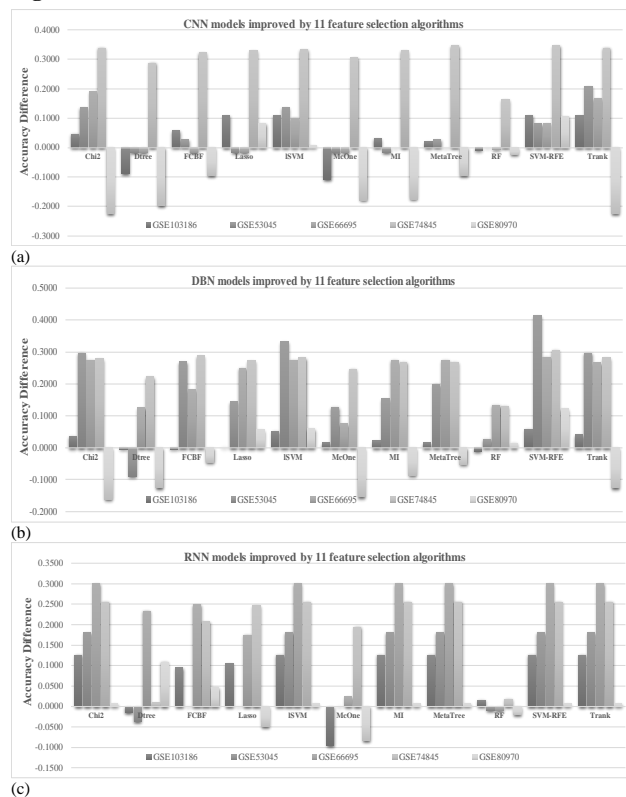 CNN models improved by 11 feature selection algorithms
Accuracy Difference
0.4000
0.3000
0.2000
0.1000
0.0000
-0.1000
-0.2000
-0.3000
Chi2 Dtree FCBF Lasso lSVM McOne MI MetaTree RF SVM-RFE Trank
GSE103186 GSE53045 GSE66695 GSE74845 GSE80970
(a)
DBN models improved by 11 feature selection algorithms
Accuracy Difference
0.5000
0.4000
0.3000
0.2000
0.1000
0.0000
-0.1000
-0.2000
Chi2 Dtree FCBF Lasso lSVM McOne MI MetaTree RF SVM-RFE Trank
GSE103186 GSE53045 GSE66695 GSE74845 GSE80970
(b)
RNN models improved by 11 feature selection algorithms
Accuracy Difference
0.3500
0.3000
0.2500
0.2000
0.1500
0.1000
0.0500
0.0000
-0.0500
-0.1000
-0.1500
Chi2 Dtree FCBF Lasso lSVM McOne MI MetaTree RF SVM-RFE Trank
GSE103186 GSE53045 GSE66695 GSE74845 GSE80970
(c)